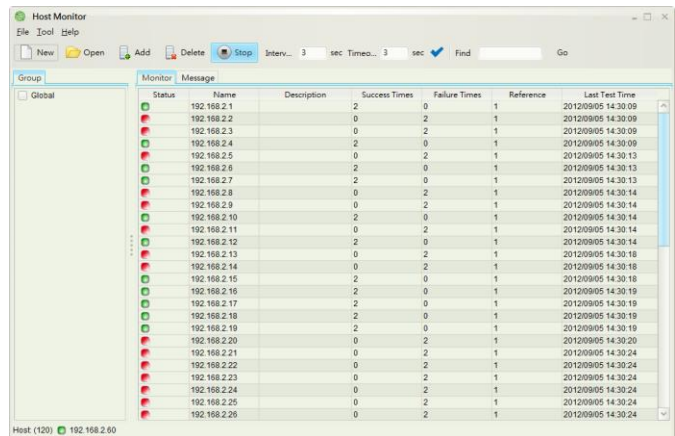 Host Monitor
File Tool Help
New Open Add Delete Stop Interv... 3 sec Timeo... 3 sec Find Go
Group Monitor Message
Global
Status Name Description Success Times Failure Times Reference Last Test Time
192.168.2.1 2 0 1 2012/09/05 14:30:09
192.168.2.2 0 2 1 2012/09/05 14:30:09
192.168.2.3 0 2 1 2012/09/05 14:30:09
192.168.2.4 2 0 1 2012/09/05 14:30:09
192.168.2.5 0 2 1 2012/09/05 14:30:13
192.168.2.6 2 0 1 2012/09/05 14:30:13
192.168.2.7 2 0 1 2012/09/05 14:30:13
192.168.2.8 0 2 1 2012/09/05 14:30:14
192.168.2.9 0 2 1 2012/09/05 14:30:14
192.168.2.10 2 0 1 2012/09/05 14:30:14
192.168.2.11 0 2 1 2012/09/05 14:30:14
192.168.2.12 2 0 1 2012/09/05 14:30:14
192.168.2.13 0 2 1 2012/09/05 14:30:18
192.168.2.14 0 2 1 2012/09/05 14:30:18
192.168.2.15 2 0 1 2012/09/05 14:30:18
192.168.2.16 2 0 1 2012/09/05 14:30:19
192.168.2.17 2 0 1 2012/09/05 14:30:19
192.168.2.18 2 0 1 2012/09/05 14:30:19
192.168.2.19 2 0 1 2012/09/05 14:30:19
192.168.2.20 0 2 1 2012/09/05 14:30:20
192.168.2.21 0 2 1 2012/09/05 14:30:24
192.168.2.22 0 2 1 2012/09/05 14:30:24
192.168.2.23 0 2 1 2012/09/05 14:30:24
192.168.2.24 0 2 1 2012/09/05 14:30:24
192.168.2.25 0 2 1 2012/09/05 14:30:24
192.168.2.26 0 2 1 2012/09/05 14:30:24
Host: (120) 192.168.2.60